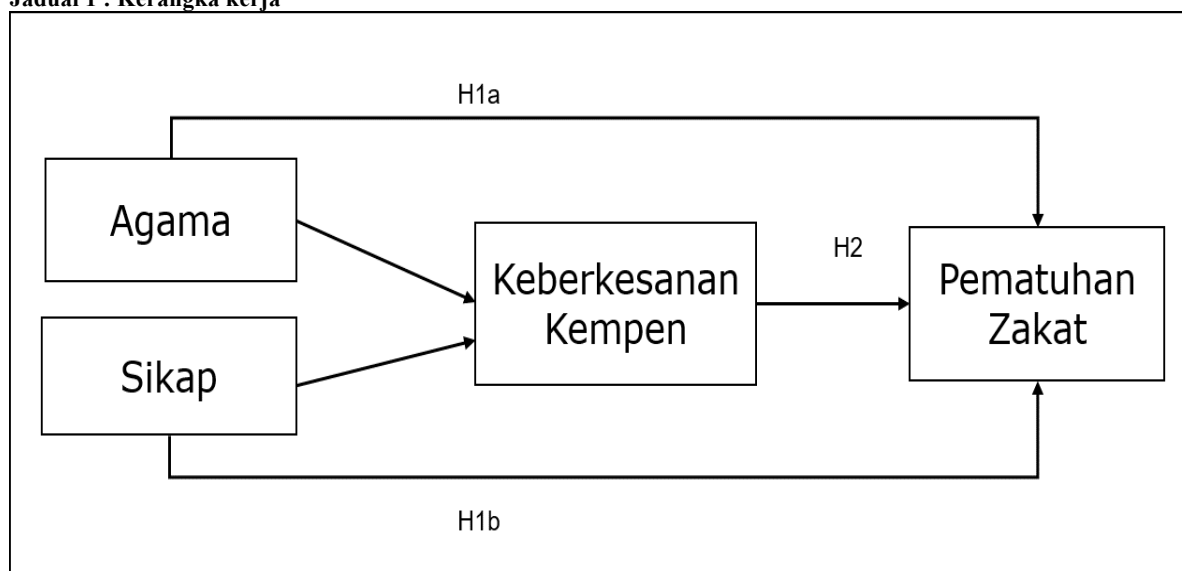 Jadual 1 : Kerangka kerja
H1a
Agama
Keberkesanan
Kempen
H2
Pematuhan
Zakat
Sikap
H1b